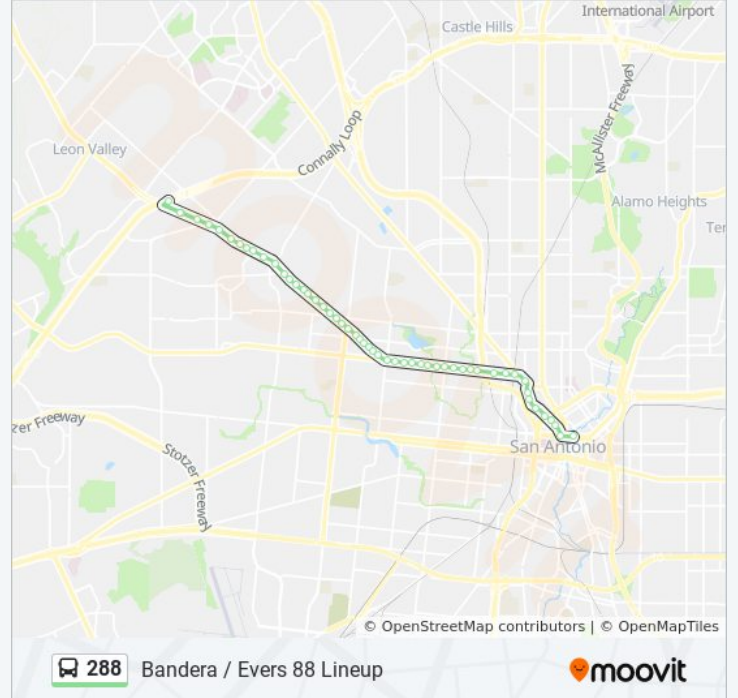 International Airport
Castle Hills
McAllister Freeway
Connally Loop
Leon Valley
Alamo Heights
Ter
zer Freeway
San Antonio
Stotzer Freeway
© OpenStreetMap contributors | © OpenMapTiles
288 Bandera / Evers 88 Lineup
moovit